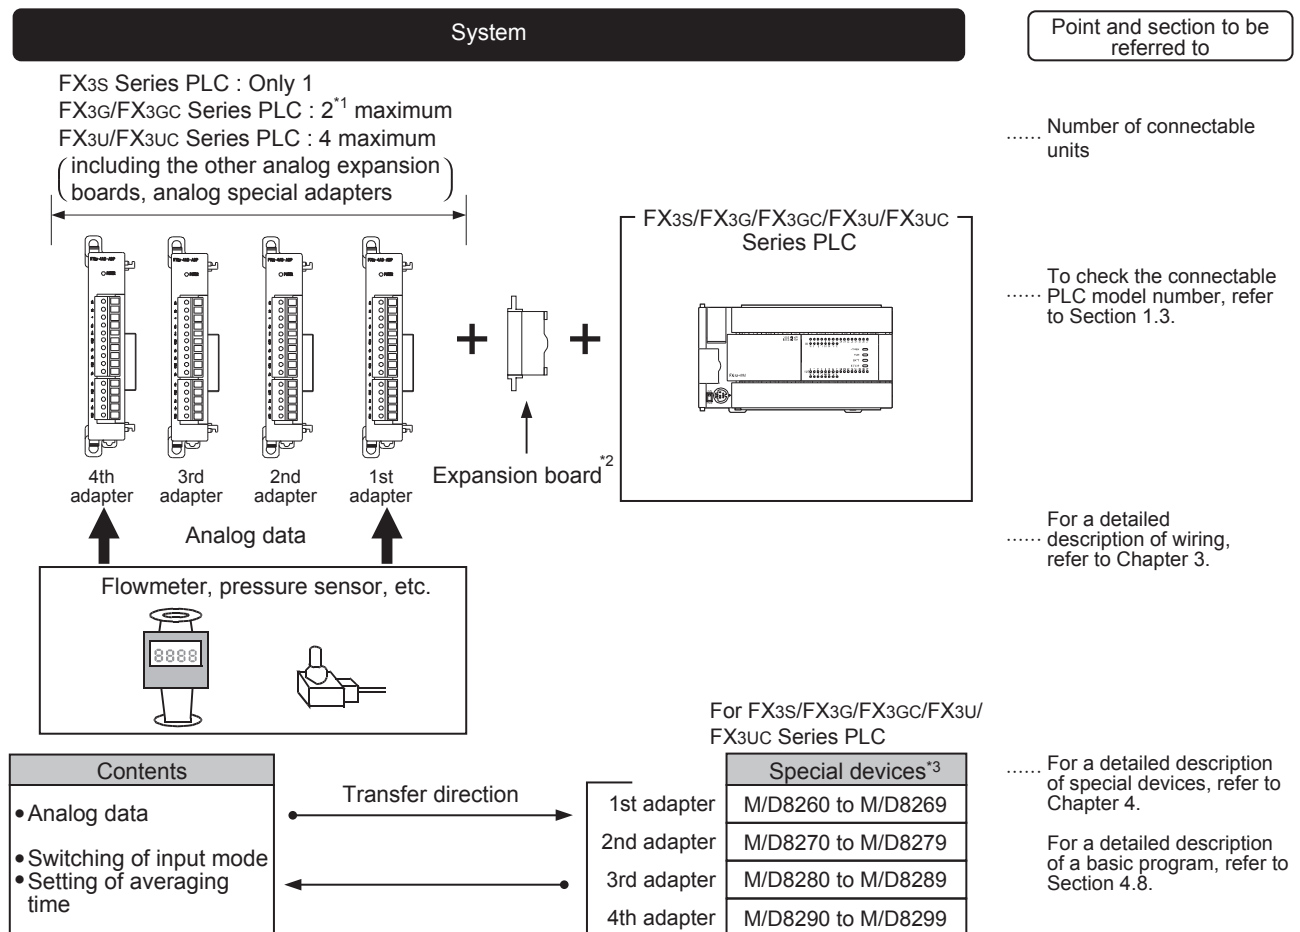 System
Point and section to be
referred to
FX3S Series PLC : Only 1
FX3G/FX3GC Series PLC : 2*1 maximum
FX3U/FX3UC Series PLC : 4 maximum
(including the other analog expansion
boards, analog special adapters)
...... Number of connectable
units
FX3S/FX3G/FX3GC/FX3U/FX3UC
Series PLC
To check the connectable
...... PLC model number, refer
to Section 1.3.
4th
adapter
3rd
adapter
2nd
adapter
1st
adapter
Expansion board*2
Analog data
For a detailed
...... description of wiring,
refer to Chapter 3.
Flowmeter, pressure sensor, etc.
8888
For FX3S/FX3G/FX3GC/FX3U/
FX3UC Series PLC
Contents
• Analog data
• Switching of input mode
• Setting of averaging
time
Transfer direction
Special devices*3
1st adapter M/D8260 to M/D8269
2nd adapter M/D8270 to M/D8279
3rd adapter M/D8280 to M/D8289
4th adapter M/D8290 to M/D8299
...... For a detailed description
of special devices, refer to
Chapter 4.
For a detailed description
of a basic program, refer to
Section 4.8.